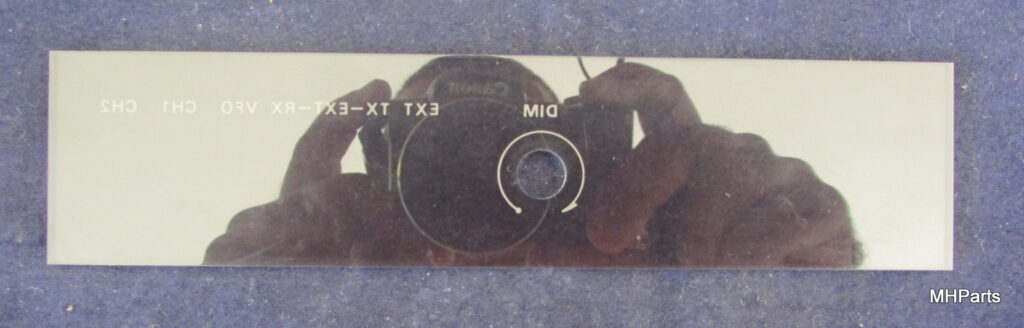 Canon
DIM
EXT TX-EXT-RX VFO CH1 CH2
MHParts